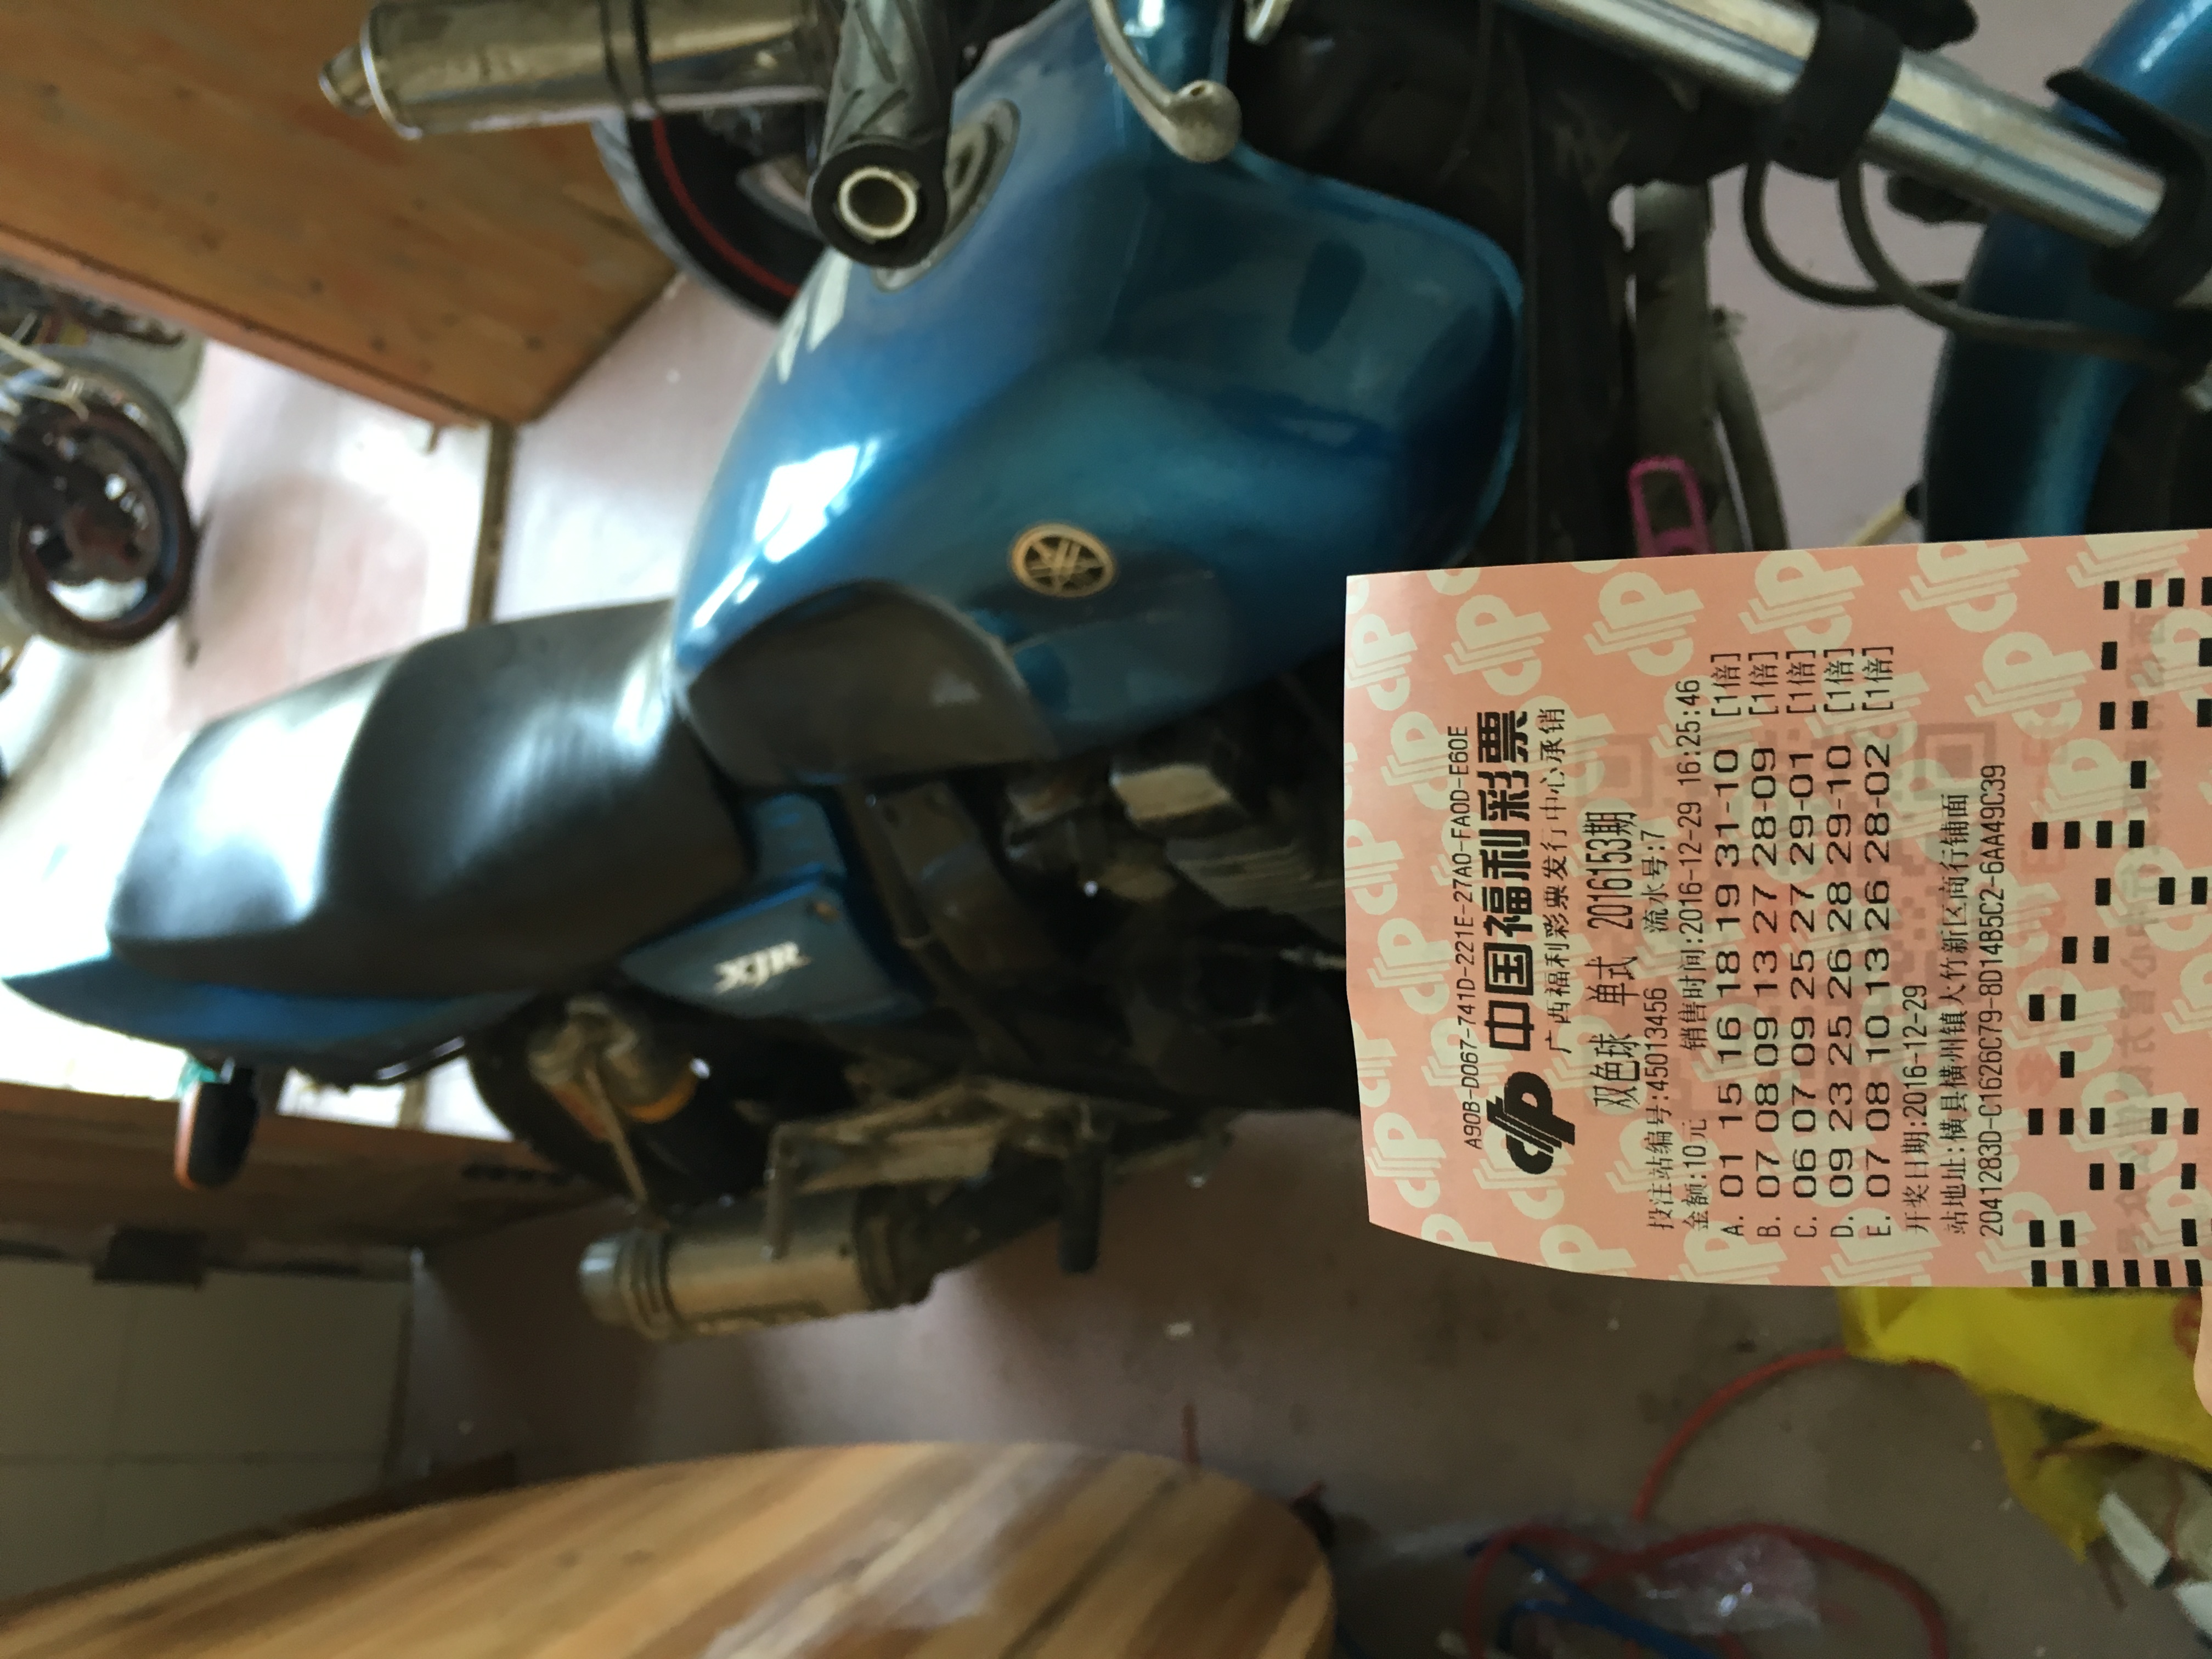 A90B-D067-741D-221E-27A0-FA0D-E60E
中国福利彩票
广西福利彩票发行中心承销
双色球 单式 2016153期
投注站编号:45013456 流水号:7
金额:10元 销售时间:2016-12-29 16:25:46
A. 01 15 16 18 19 31-10 [1倍]
B. 07 08 09 13 27 28-09 [1倍]
C. 06 07 09 25 27 29-01 [1倍]
D. 09 23 25 26 28 29-10 [1倍]
E. 07 08 10 13 26 28-02 [1倍]
开奖日期:2016-12-29
站地址:横县横州镇大竹新区商行铺面
2041283D-C1626C79-8D14B5C2-6AA49C39
XJR